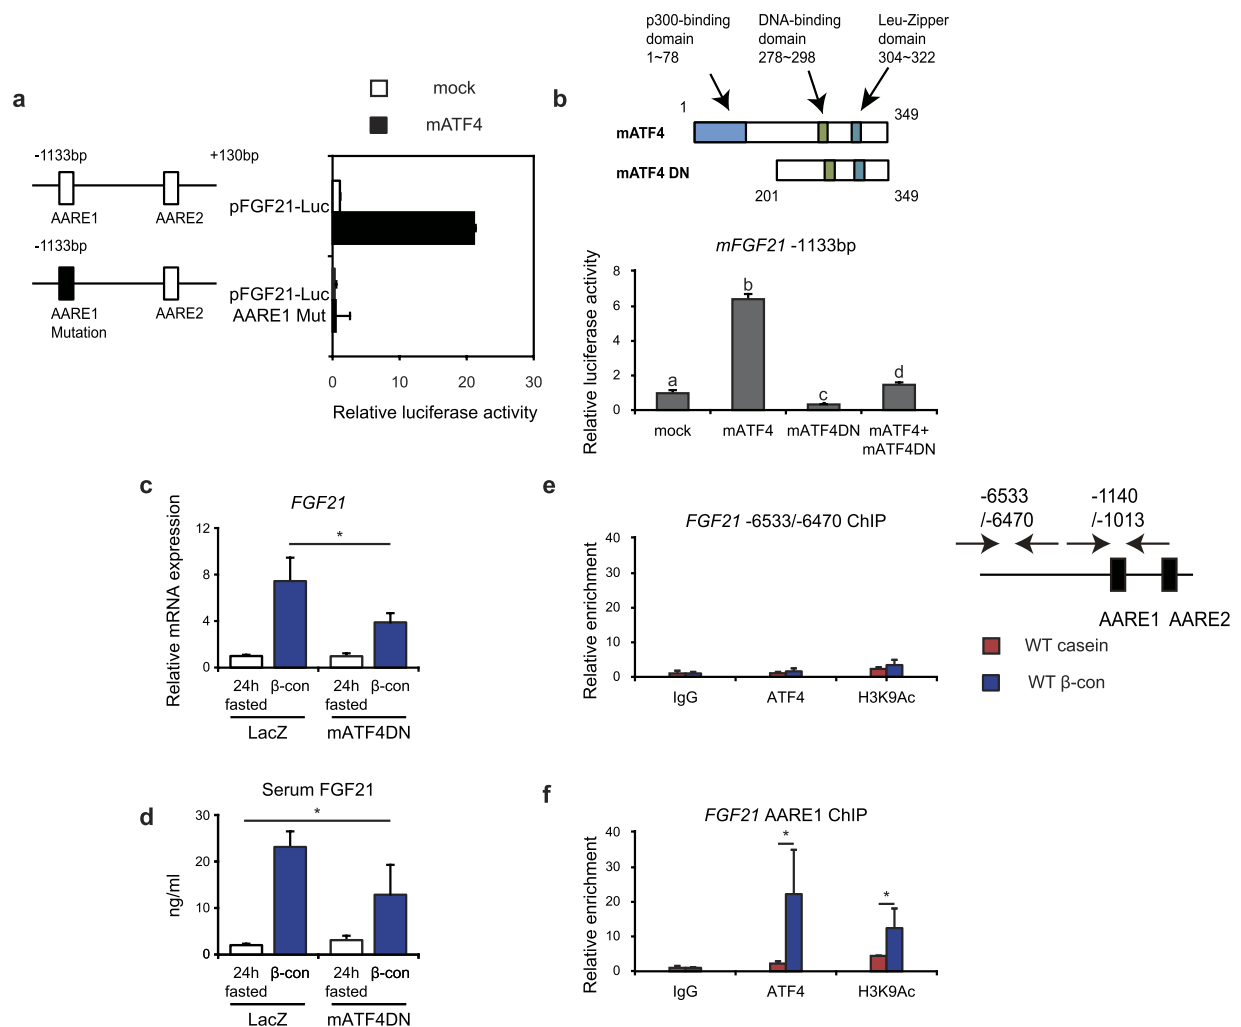 a
mock
mATF4
-1133bp
+130bp
AARE1
AARE2
pFGF21-Luc
-1133bp
AARE1
Mutation
AARE2
pFGF21-Luc
AARE1 Mut
0
10
20
30
Relative luciferase activity
b
p300-binding
domain
1~78
DNA-binding
domain
278~298
Leu-Zipper
domain
304~322
1
349
mATF4
mATF4 DN
201
349
mFGF21 -1133bp
Relative luciferase activity
8
6
4
2
0
a
b
c
d
mock
mATF4
mATF4DN
mATF4+
mATF4DN
c
FGF21
Relative mRNA expression
12
8
4
0
*
24h
fasted
β-con
24h
fasted
β-con
LacZ
mATF4DN
d
Serum FGF21
ng/ml
30
20
10
0
*
24h
fasted
β-con
24h
fasted
β-con
LacZ
mATF4DN
e
FGF21 -6533/-6470 ChIP
Relative enrichment
40
30
20
10
0
IgG
ATF4
H3K9Ac
-6533
/-6470
-1140
/-1013
AARE1
AARE2
WT casein
WT β-con
f
FGF21 AARE1 ChIP
Relative enrichment
40
30
20
10
0
*
*
IgG
ATF4
H3K9Ac